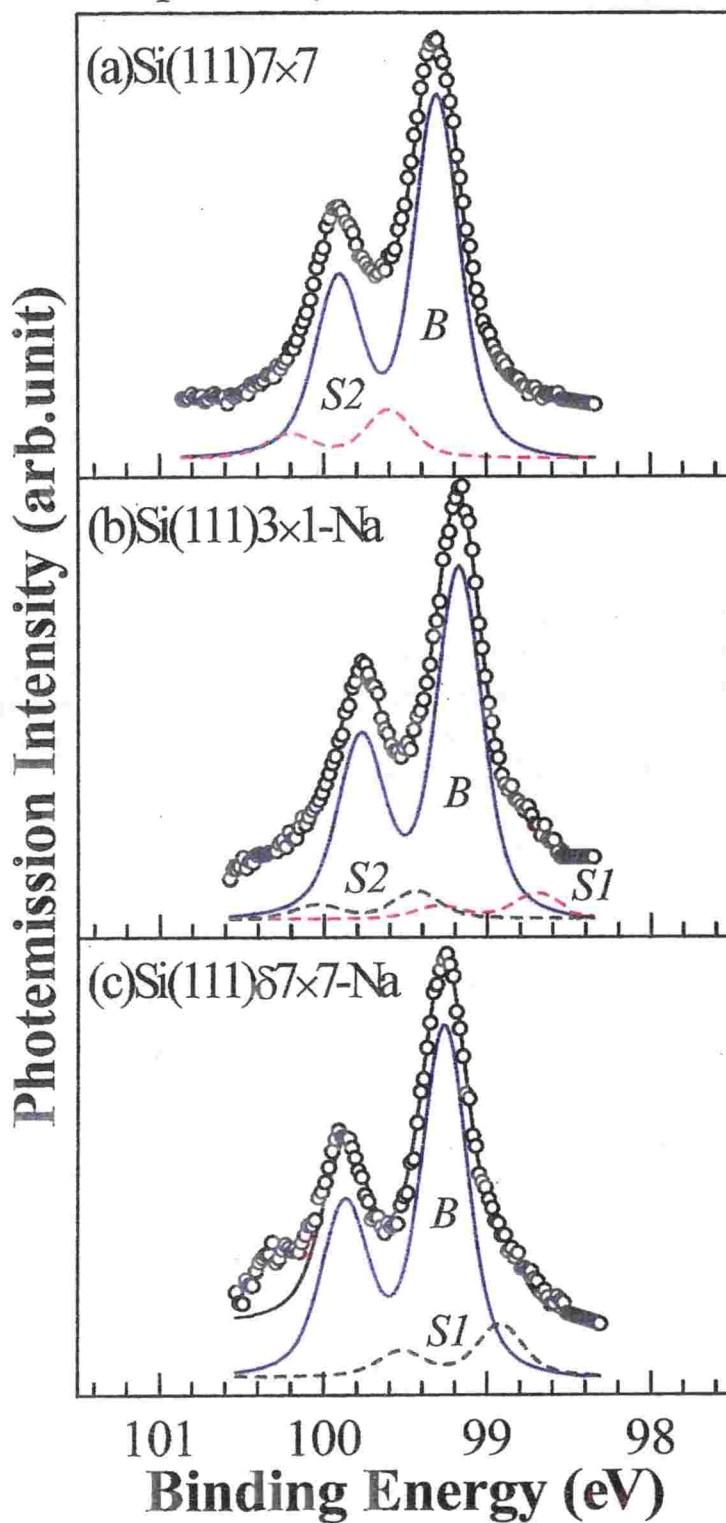 (a)Si(111)7×7
B
S2
(b)Si(111)3×1-Na
B
S2
S1
(c)Si(111)δ7×7-Na
B
S1
Photemission Intensity (arb.unit)
101 100 99 98
Binding Energy (eV)